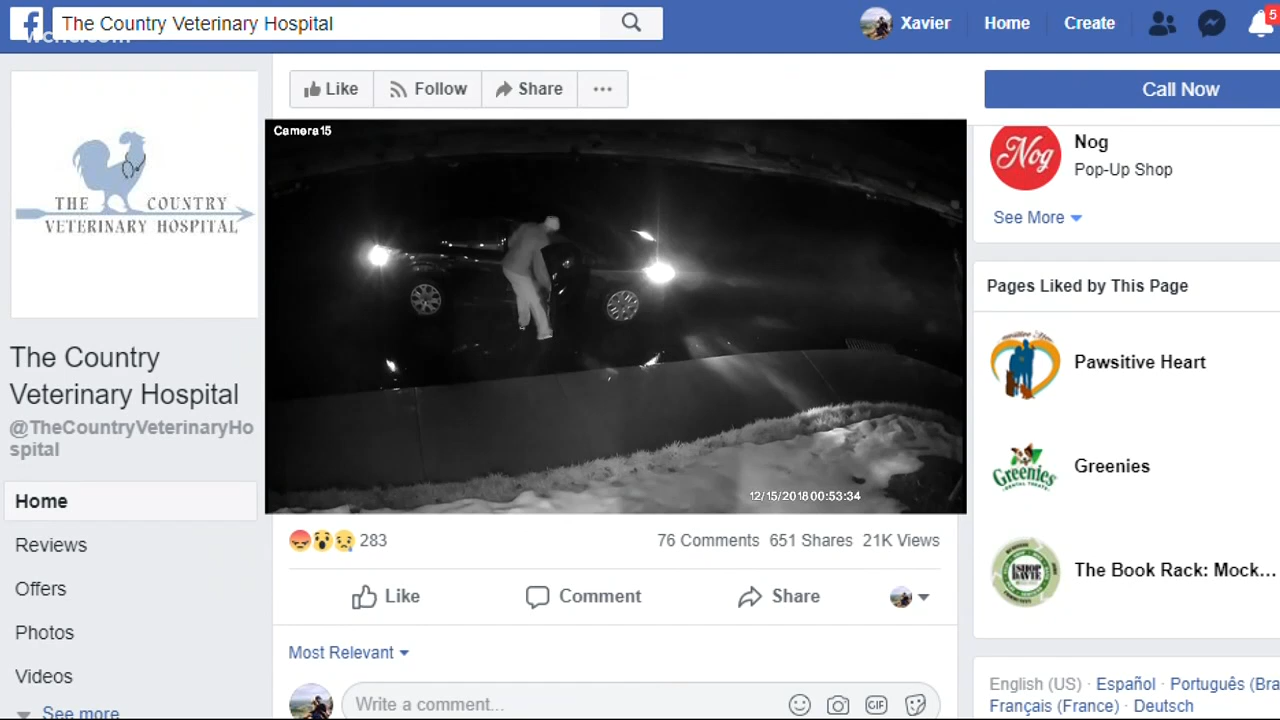 The Country Veterinary Hospital
Xavier
Home
Create
5
THE COUNTRY
VETERINARY HOSPITAL
The Country
Veterinary Hospital
@TheCountryVeterinaryHo
spital
Home
Reviews
Offers
Photos
Videos
See more
Like
Follow
Share
Camera15
12/15/2018 00:53:34
283
76 Comments 651 Shares 21K Views
Like
Comment
Share
Most Relevant
Write a comment...
GIF
Call Now
Nog
Nog
Pop-Up Shop
See More
Pages Liked by This Page
Pawsitive Heart
Greenies
Greenies
SHOP
DAVIE
The Book Rack: Mock...
English (US) · Español · Português (Bra
Français (France) · Deutsch